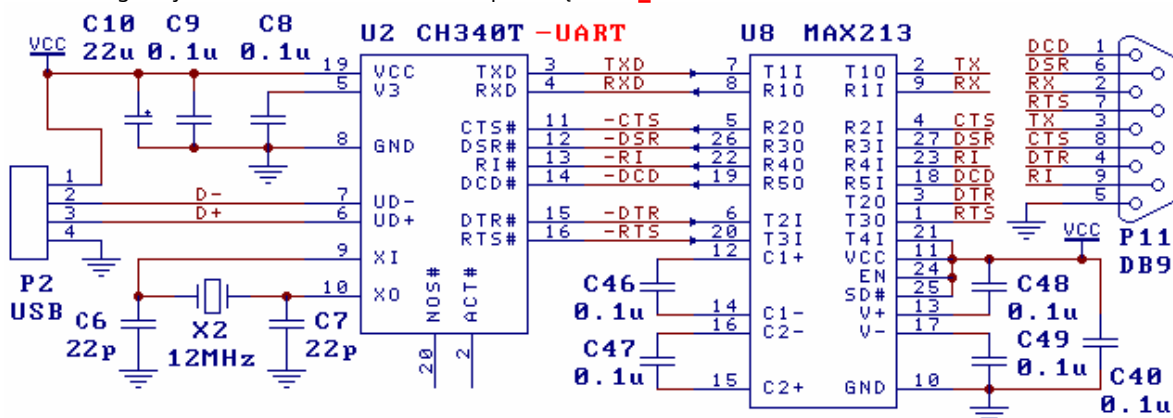 C10 C9 C8
22u 0.1u 0.1u
VCC
U2 CH340T -UART
U8 MAX213
19 VCC TXD 3 TXD
5 V3 RXD 4 RXD
CTS# 11 -CTS
8 GND DSR# 12 -DSR
RI# 13 -RI
DCD# 14 -DCD
7 UD-
6 UD+ DTR# 15 -DTR
RTS# 16 -RTS
9 XI
10 XO
NOS# ACT#
20 2
1
2 D-
3 D+
4
P2
USB
C6
22p
X2
12MHz
C7
22p
7 T1I T1O 2 TX
8 R1O R1I 9 RX
5 R2O R2I 4 CTS
26 R3O R3I 27 DSR
22 R4O R4I 23 RI
19 R5O R5I 18 DCD
6 T2I T2O 3 DTR
20 T3I T3O 1 RTS
12 C1+ T4I 21
VCC 11
EN 24
SD# 25
14 C1- V+ 13
16 C2- V- 17
15 C2+ GND 10
C46
0.1u
C47
0.1u
C48
0.1u
C49
0.1u
C40
0.1u
VCC
DCD 1
DSR 6
RX 2
RTS 7
TX 3
CTS 8
DTR 4
RI 9
5
P11
DB9